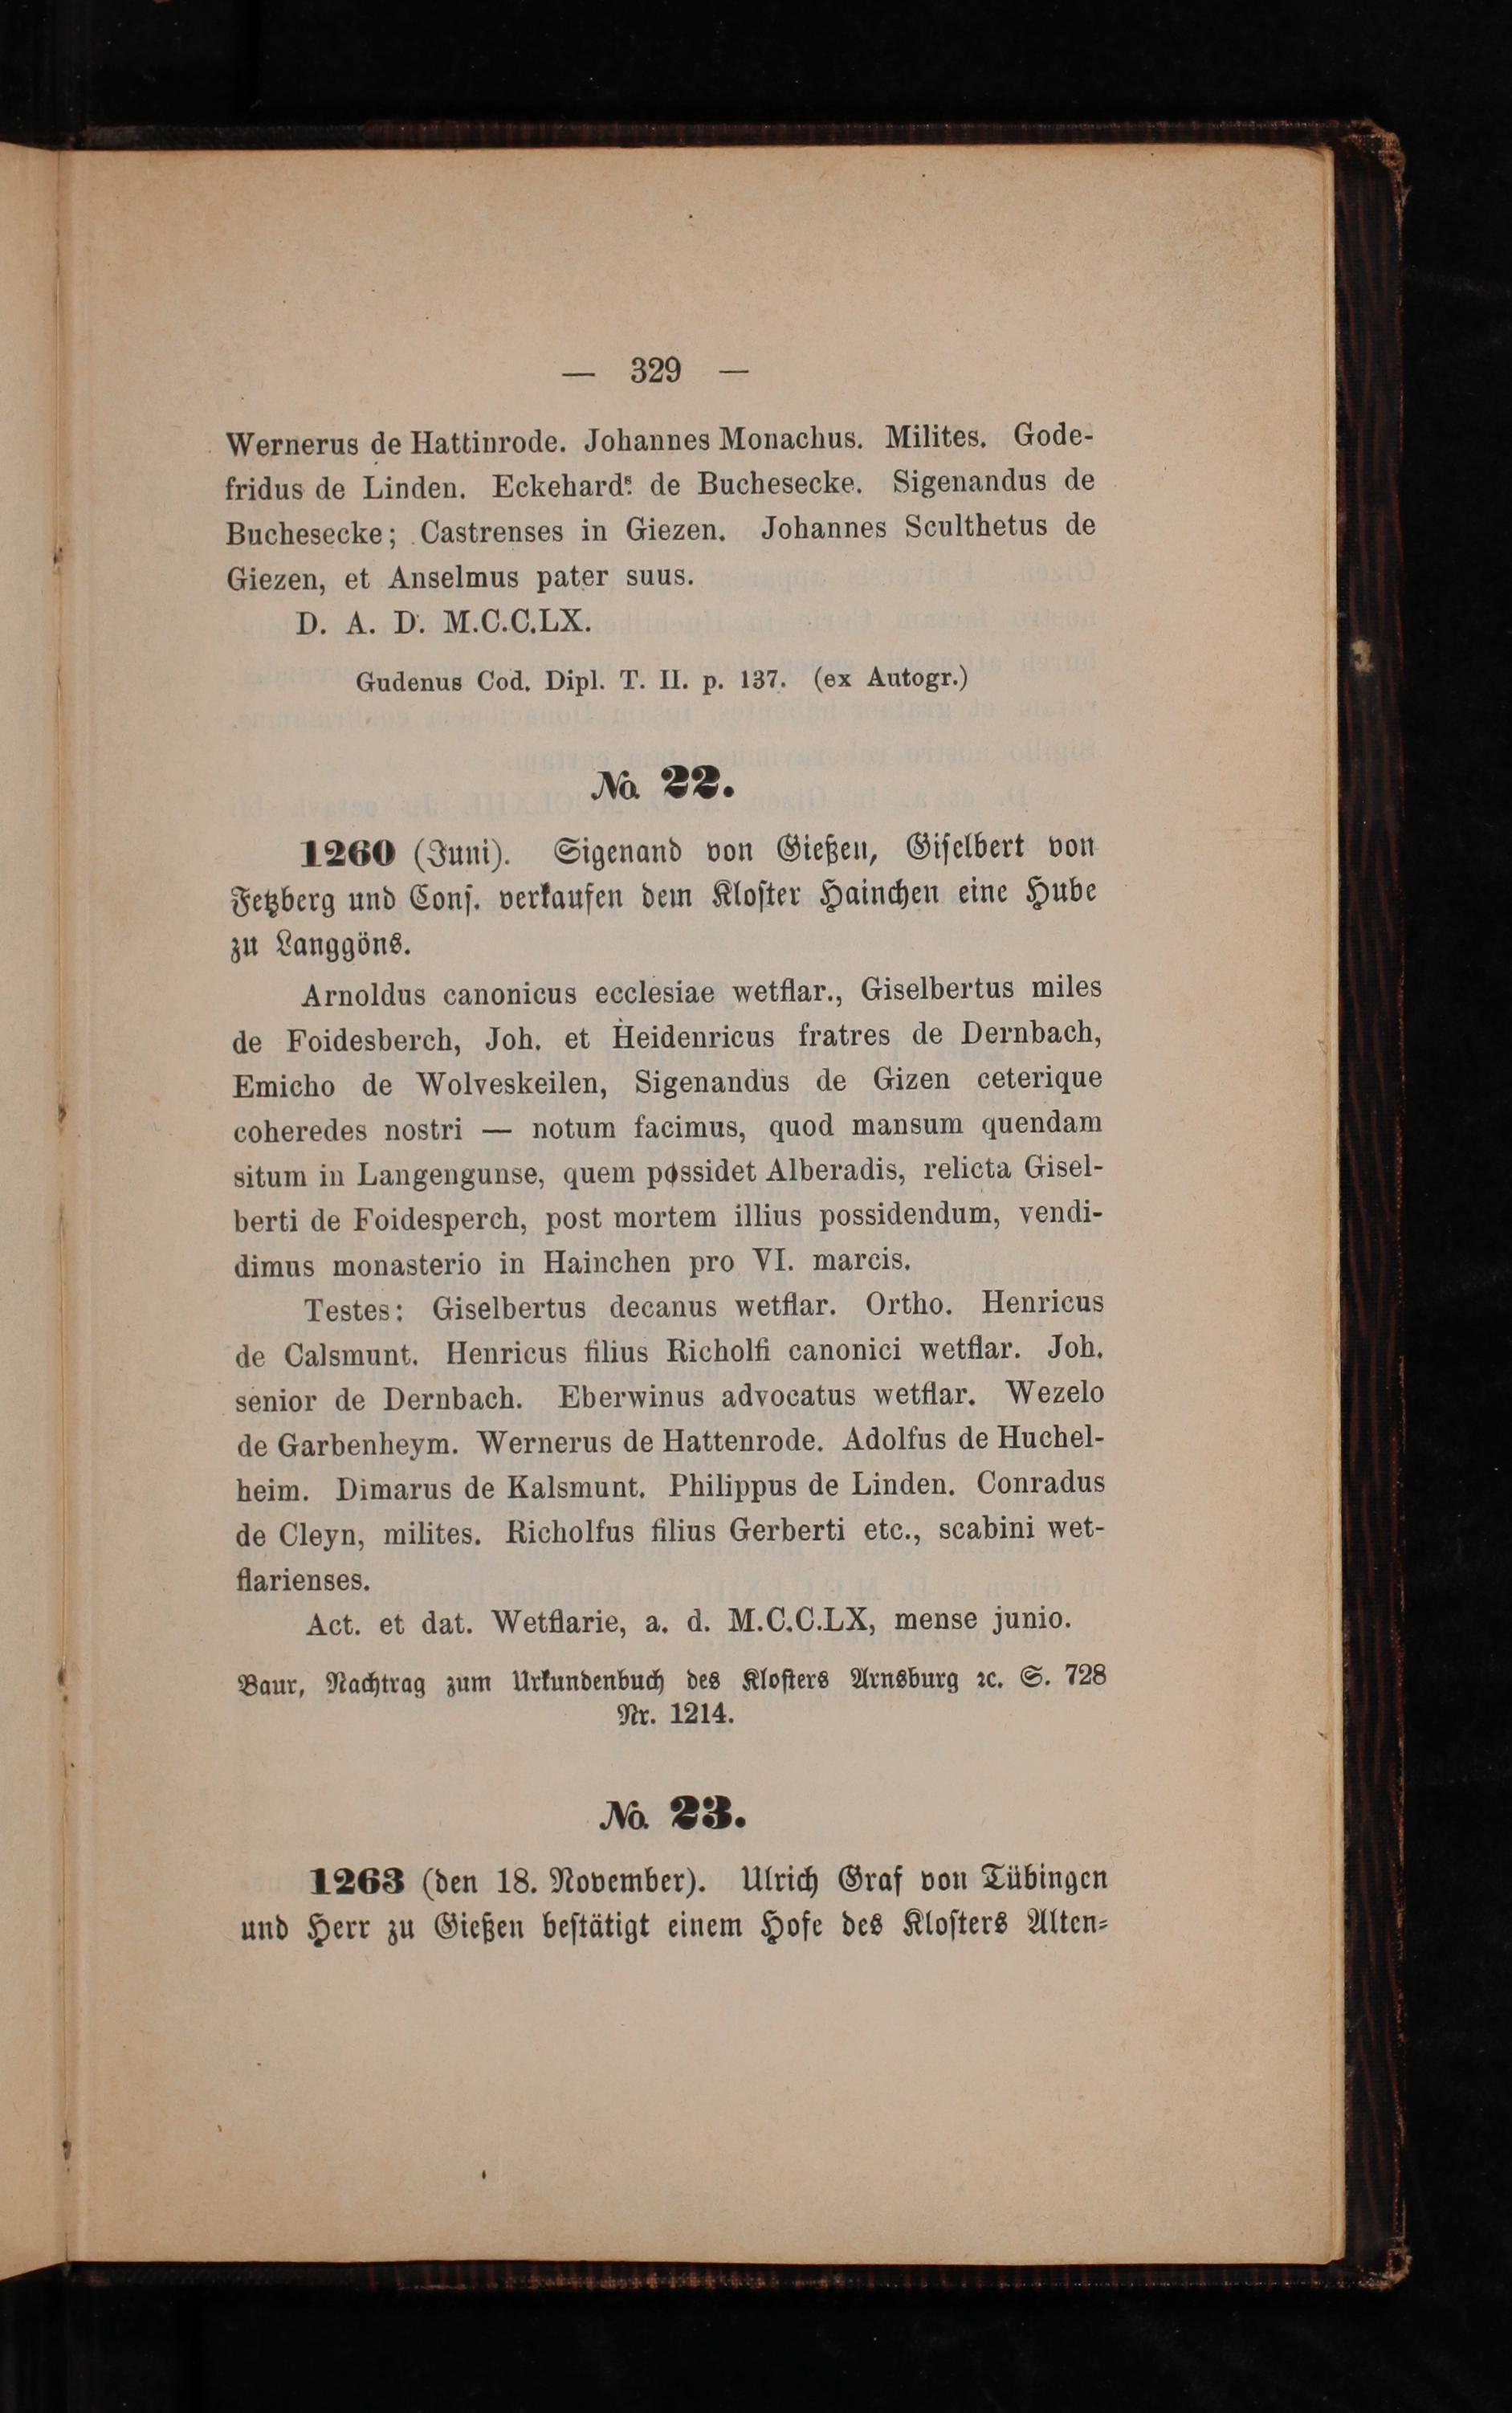 — 329 —
Wernerus de Hattinrode. Johannes Monachus. Milites. Gode-
fridus de Linden. Eckehardˢ. de Buchesecke. Sigenandus de
Buchesecke; Castrenses in Giezen. Johannes Sculthetus de
Giezen, et Anselmus pater suus.
D. A. D. M.C.C.LX.
Gudenus Cod. Dipl. T. II. p. 137. (ex Autogr.)
No. 22.
1260 (Juni). Sigenand von Gießen, Giſelbert von
Fetzberg und Conſ. verkaufen dem Kloſter Hainchen eine Hube
zu Langgöns.
Arnoldus canonicus ecclesiae wetflar., Giselbertus miles
de Foidesberch, Joh. et Heidenricus fratres de Dernbach,
Emicho de Wolveskeilen, Sigenandus de Gizen ceterique
coheredes nostri — notum facimus, quod mansum quendam
situm in Langengunse, quem possidet Alberadis, relicta Gisel-
berti de Foidesperch, post mortem illius possidendum, vendi-
dimus monasterio in Hainchen pro VI. marcis.
Testes: Giselbertus decanus wetflar. Ortho. Henricus
de Calsmunt. Henricus filius Richolfi canonici wetflar. Joh.
senior de Dernbach. Eberwinus advocatus wetflar. Wezelo
de Garbenheym. Wernerus de Hattenrode. Adolfus de Huchel-
heim. Dimarus de Kalsmunt. Philippus de Linden. Conradus
de Cleyn, milites. Richolfus filius Gerberti etc., scabini wet-
flarienses.
Act. et dat. Wetflarie, a. d. M.C.C.LX, mense junio.
Baur, Nachtrag zum Urkundenbuch des Kloſters Arnsburg ꝛc. S. 728
Nr. 1214.
No. 23.
1263 (den 18. November). Ulrich Graf von Tübingen
und Herr zu Gießen beſtätigt einem Hofe des Kloſters Alten-